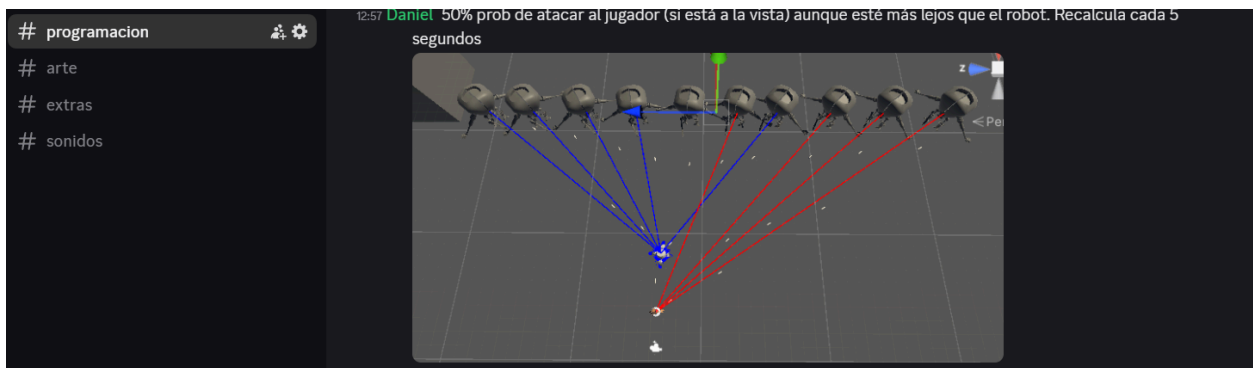 # programacion
# arte
# extras
# sonidos
12:57 Daniel 50% prob de atacar al jugador (si está a la vista) aunque esté más lejos que el robot. Recalcula cada 5
segundos
z